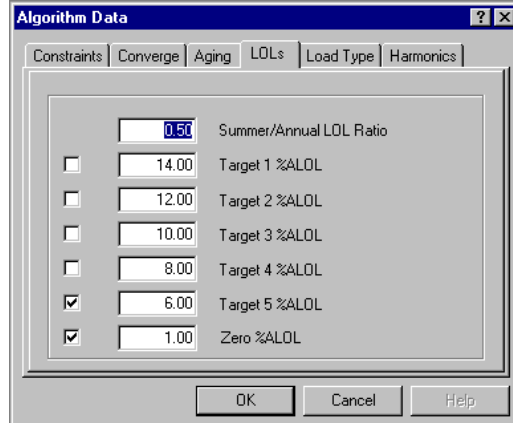 Algorithm Data
Constraints Converge Aging LOLs Load Type Harmonics
0.50 Summer/Annual LOL Ratio
14.00 Target 1 %ALOL
12.00 Target 2 %ALOL
10.00 Target 3 %ALOL
8.00 Target 4 %ALOL
6.00 Target 5 %ALOL
1.00 Zero %ALOL
OK Cancel Help